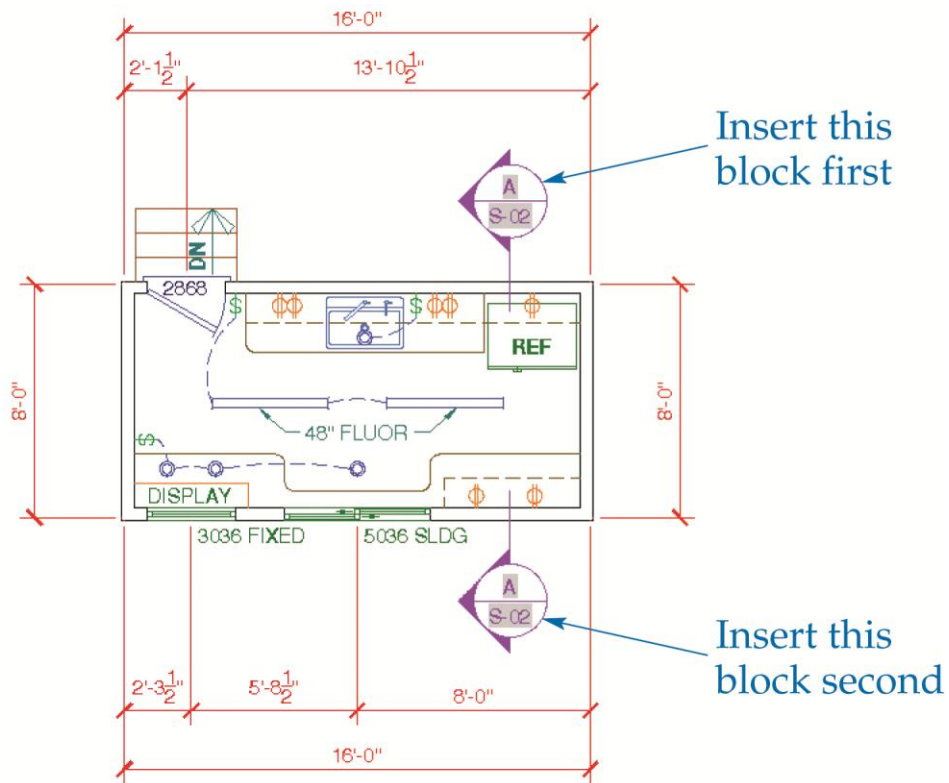 16'-0"
2'-1 1/2"
13'-10 1/2"
Insert this
block first
A
S-02
DN
2868
$
$
REF
8'-0"
8'-0"
48" FLUOR
$
DISPLAY
3036 FIXED
5036 SLDG
A
S-02
Insert this
block second
2'-3 1/2"
5'-8 1/2"
8'-0"
16'-0"